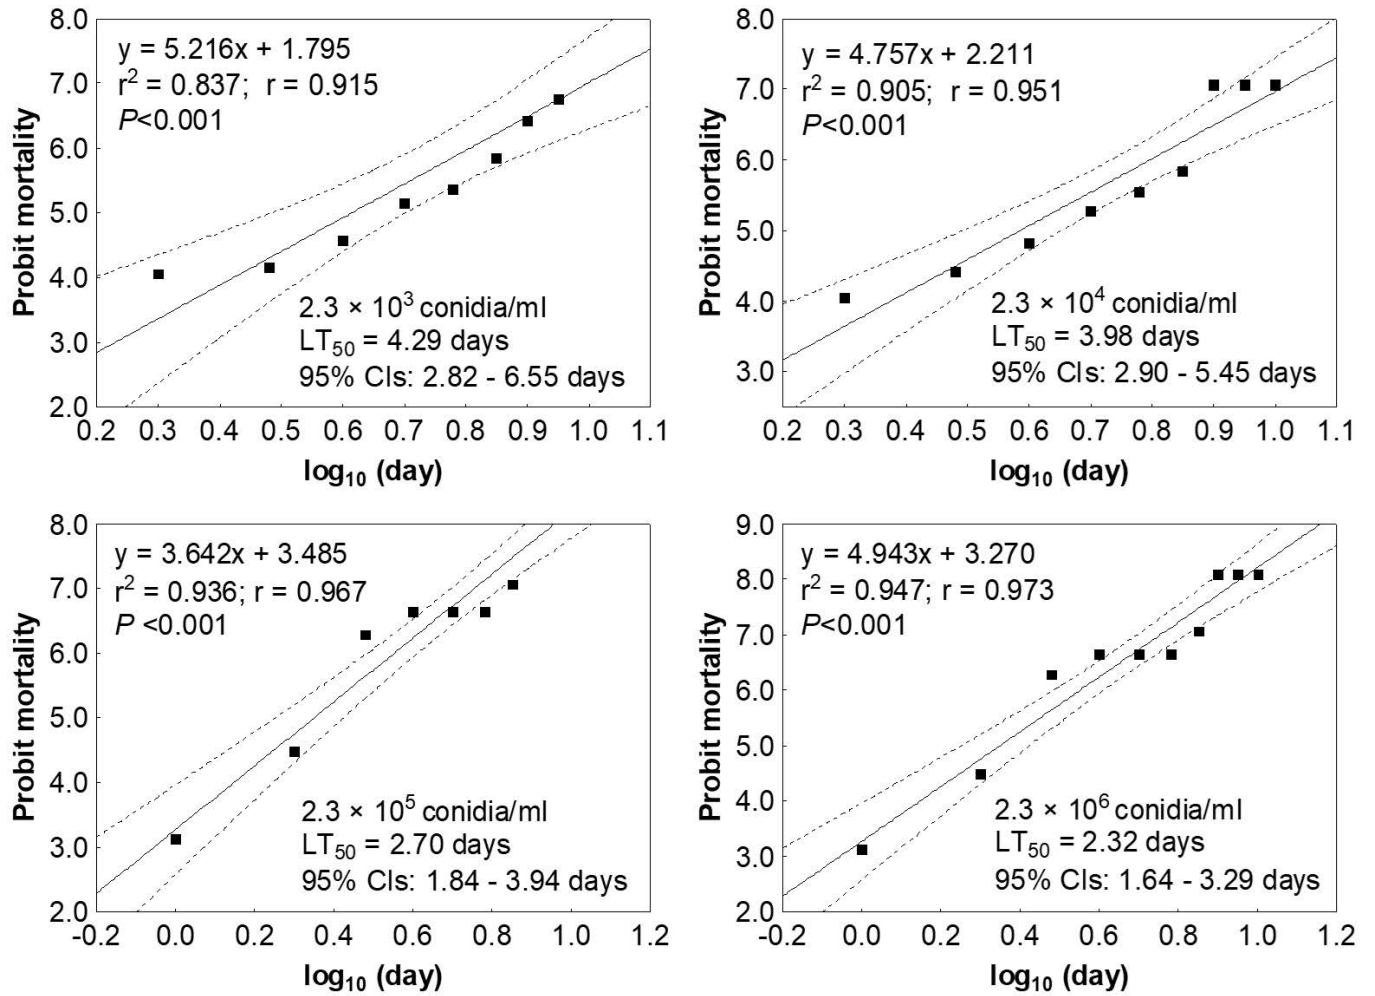 y = 5.216x + 1.795
r² = 0.837; r = 0.915
P<0.001
2.3 × 10³ conidia/ml
LT₅₀ = 4.29 days
95% CIs: 2.82 - 6.55 days
Probit mortality
8.0
7.0
6.0
5.0
4.0
3.0
2.0
0.2 0.3 0.4 0.5 0.6 0.7 0.8 0.9 1.0 1.1
log₁₀ (day)
y = 4.757x + 2.211
r² = 0.905; r = 0.951
P<0.001
2.3 × 10⁴ conidia/ml
LT₅₀ = 3.98 days
95% CIs: 2.90 - 5.45 days
Probit mortality
8.0
7.0
6.0
5.0
4.0
3.0
0.2 0.3 0.4 0.5 0.6 0.7 0.8 0.9 1.0 1.1
log₁₀ (day)
y = 3.642x + 3.485
r² = 0.936; r = 0.967
P <0.001
2.3 × 10⁵ conidia/ml
LT₅₀ = 2.70 days
95% CIs: 1.84 - 3.94 days
Probit mortality
8.0
7.0
6.0
5.0
4.0
3.0
2.0
-0.2 0.0 0.2 0.4 0.6 0.8 1.0 1.2
log₁₀ (day)
y = 4.943x + 3.270
r² = 0.947; r = 0.973
P<0.001
2.3 × 10⁶ conidia/ml
LT₅₀ = 2.32 days
95% CIs: 1.64 - 3.29 days
Probit mortality
9.0
8.0
7.0
6.0
5.0
4.0
3.0
2.0
-0.2 0.0 0.2 0.4 0.6 0.8 1.0 1.2
log₁₀ (day)